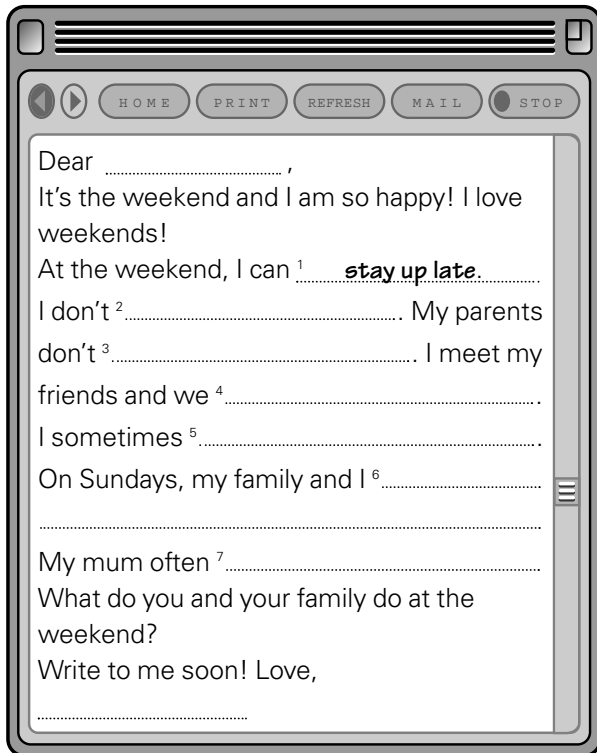 HOME PRINT REFRESH MAIL STOP
Dear ,
It's the weekend and I am so happy! I love
weekends!
At the weekend, I can 1 stay up late.
I don't 2 . My parents
don't 3 . I meet my
friends and we 4 .
I sometimes 5 .
On Sundays, my family and I 6
My mum often 7
What do you and your family do at the
weekend?
Write to me soon! Love,